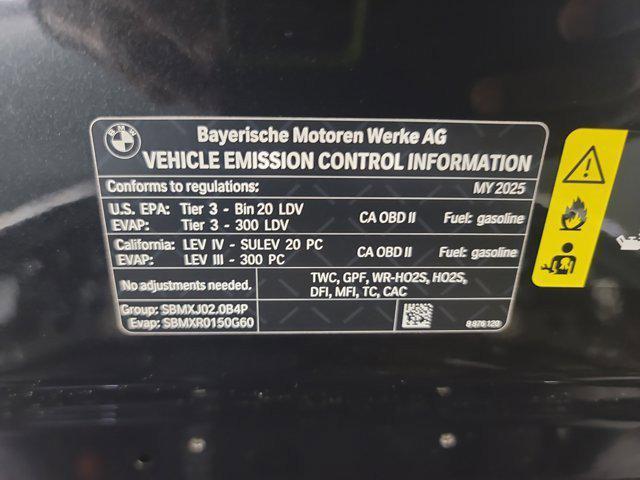 BMW
Bayerische Motoren Werke AG
VEHICLE EMISSION CONTROL INFORMATION
Conforms to regulations: MY 2025
U.S. EPA: Tier 3 - Bin 20 LDV CA OBD II Fuel: gasoline
EVAP: Tier 3 - 300 LDV
California: LEV IV - SULEV 20 PC CA OBD II Fuel: gasoline
EVAP: LEV III - 300 PC
No adjustments needed. TWC, GPF, WR-HO2S, HO2S,
DFI, MFI, TC, CAC
Group: SBMXJ02.0B4P
Evap: SBMXR0150G60
8 876 120